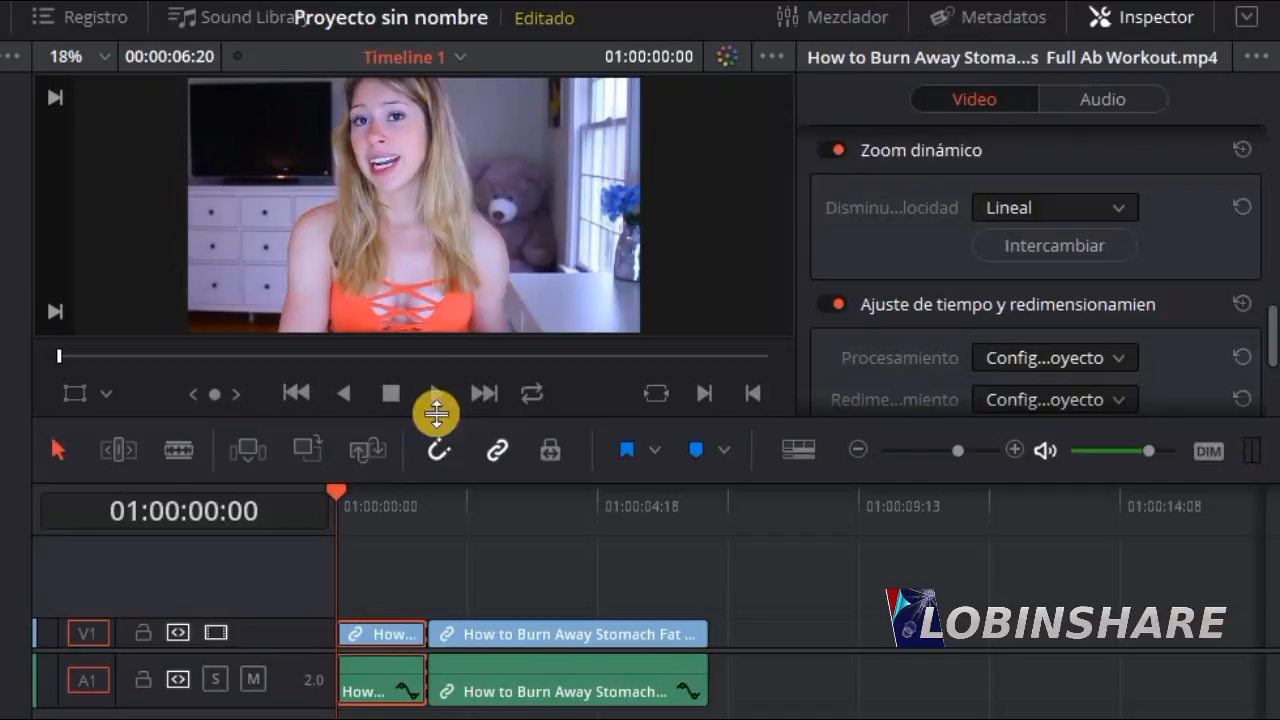 Registro
Sound Libra
Proyecto sin nombre
Editado
Mezclador
Metadatos
Inspector
18%
00:00:06:20
Timeline 1
01:00:00:00
How to Burn Away Stoma...s Full Ab Workout.mp4
Video
Audio
Zoom dinámico
Disminu...locidad
Lineal
Intercambiar
Ajuste de tiempo y redimensionamien
Procesamiento
Config...oyecto
Redime...miento
Config...oyecto
DIM
01:00:00:00
01:00:00:00
01:00:04:18
01:00:09:13
01:00:14:08
V1
How...
How to Burn Away Stomach Fat ...
LOBINSHARE
A1
S
M
2.0
How...
How to Burn Away Stomach...